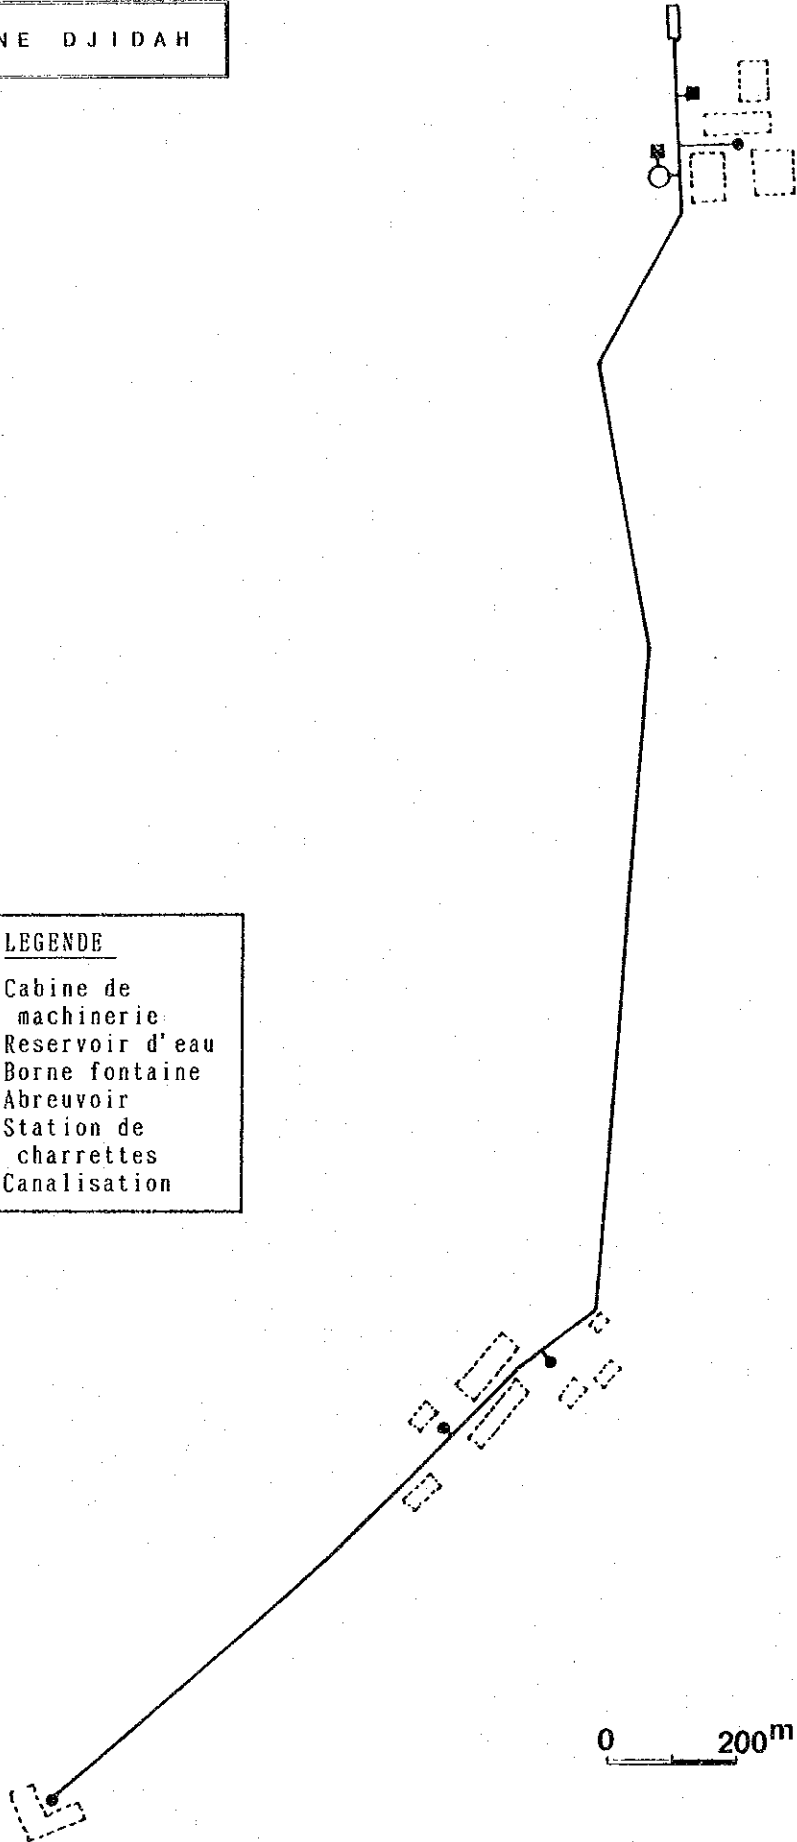 NE DJIDAH
LEGENDE
Cabine de
machinerie
Reservoir d'eau
Borne fontaine
Abreuvoir
Station de
charrettes
Canalisation
0 200m